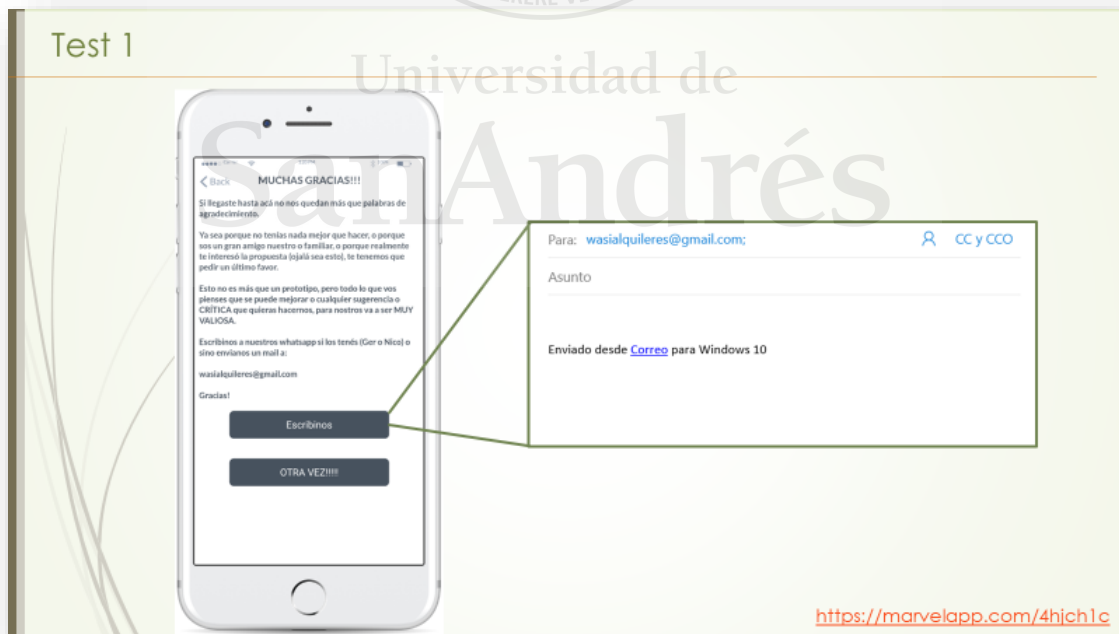 Test 1
Universidad de
SanAndrés
Back
MUCHAS GRACIAS!!!
Si llegaste hasta acá no nos quedan más que palabras de
agradecimiento.
Ya sea porque no tenías nada mejor que hacer, o porque
sos un gran amigo nuestro o familiar, o porque realmente
te interesó la propuesta (ojalá sea esto), te tenemos que
pedir un último favor.
Esto no es más que un prototipo, pero todo lo que vos
pienses que se puede mejorar o cualquier sugerencia o
CRÍTICA que quieras hacernos, para nostros va a ser MUY
VALIOSA.
Escribinos a nuestros whatsapp si los tenés (Ger o Nico) o
sino envianos un mail a:
wasialquileres@gmail.com
Gracias!
Escribinos
OTRA VEZ!!!!!
Para: wasialquileres@gmail.com;
CC y CCO
Asunto
Enviado desde Correo para Windows 10
https://marvelapp.com/4hjch1c